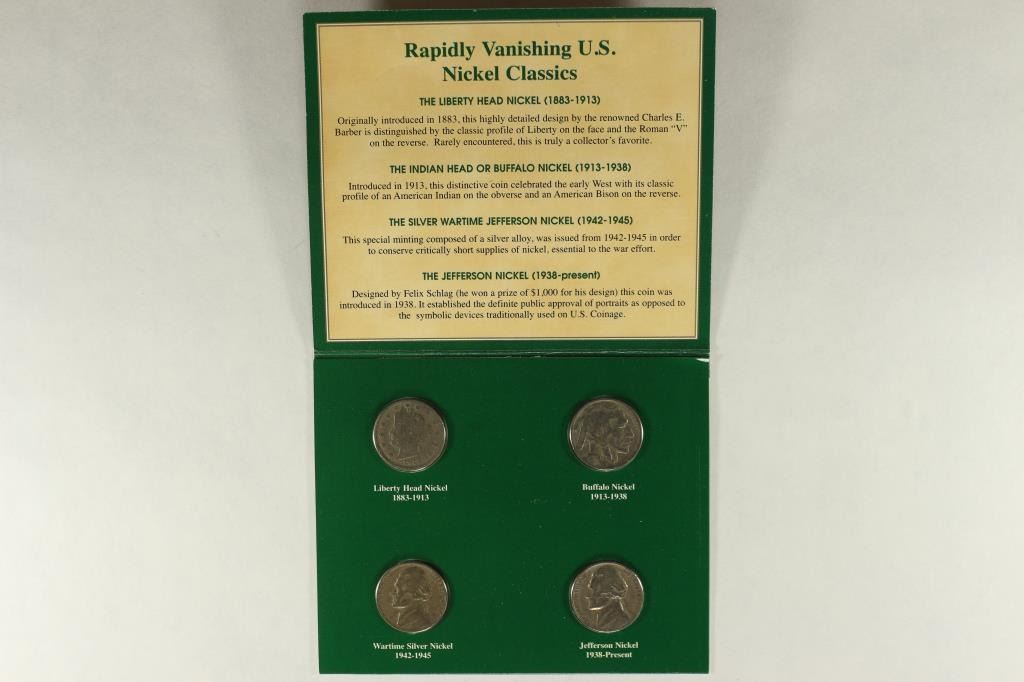 Rapidly Vanishing U.S.
Nickel Classics
THE LIBERTY HEAD NICKEL (1883-1913)
Originally introduced in 1883, this highly detailed design by the renowned Charles E.
Barber is distinguished by the classic profile of Liberty on the face and the Roman “V”
on the reverse. Rarely encountered, this is truly a collector's favorite.
THE INDIAN HEAD OR BUFFALO NICKEL (1913-1938)
Introduced in 1913, this distinctive coin celebrated the early West with its classic
profile of an American Indian on the obverse and an American Bison on the reverse.
THE SILVER WARTIME JEFFERSON NICKEL (1942-1945)
This special minting composed of a silver alloy, was issued from 1942-1945 in order
to conserve critically short supplies of nickel, essential to the war effort.
THE JEFFERSON NICKEL (1938-present)
Designed by Felix Schlag (he won a prize of $1,000 for his design) this coin was
introduced in 1938. It established the definite public approval of portraits as opposed to
the symbolic devices traditionally used on U.S. Coinage.
Liberty Head Nickel
1883-1913
Buffalo Nickel
1913-1938
Wartime Silver Nickel
1942-1945
Jefferson Nickel
1938-Present